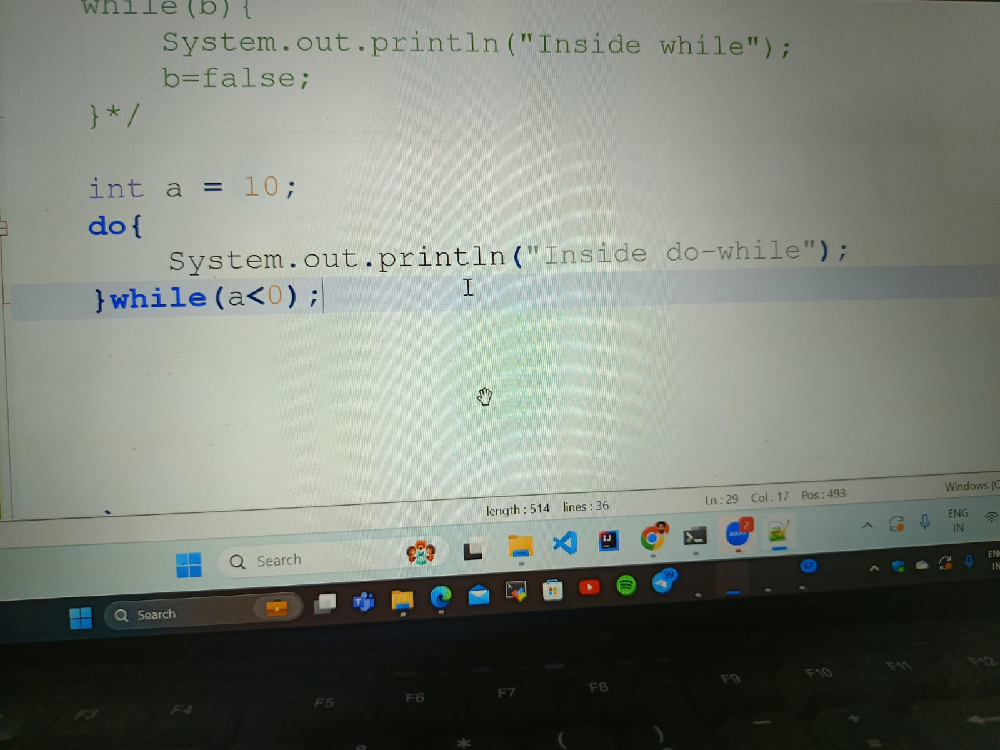 while(b){
System.out.println("Inside while");
b=false;
}*/
int a = 10;
do{
System.out.println("Inside do-while");
}while(a<0);
length : 514 lines : 36 Ln : 29 Col : 17 Pos : 493 Windows (C
Search
zoom 2
ENG
IN
Search
99
67
EN
IN
F3 F4 F5 F6 F7 F8 F9 F10 F11 F12
* ( ) − +
=